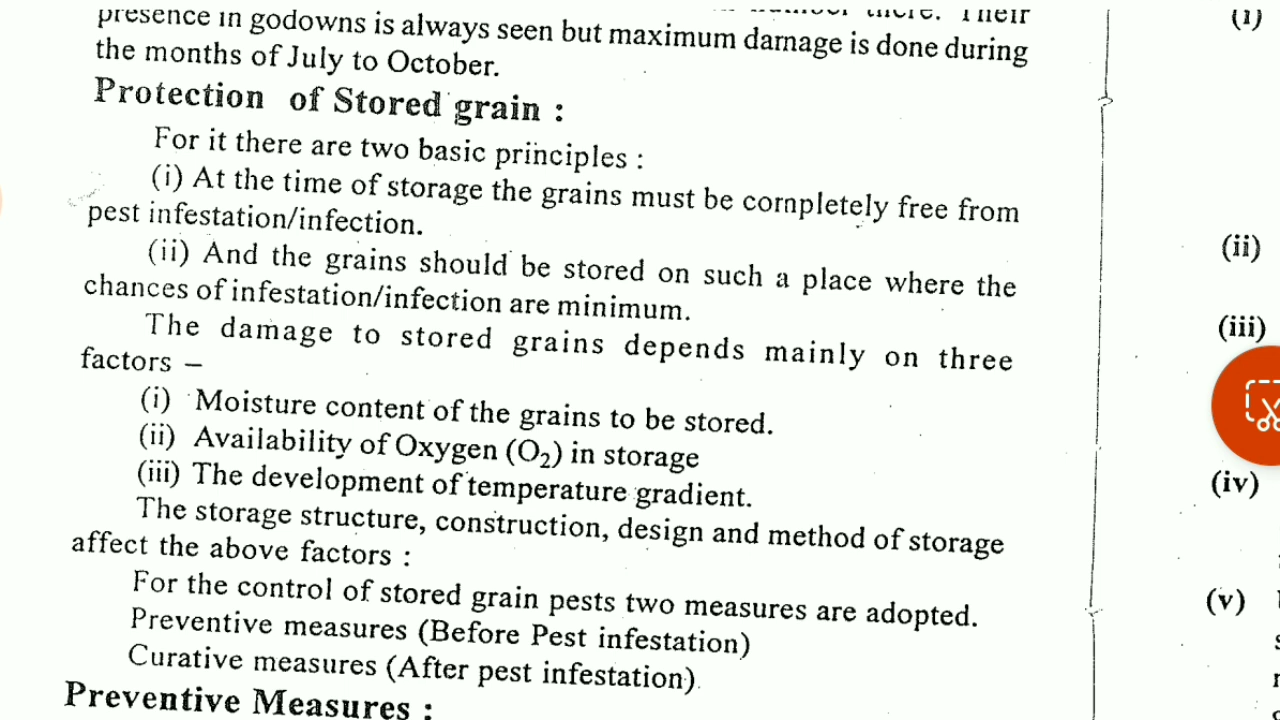 Their
presence in godowns is always seen but maximum damage is done during
the months of July to October.
Protection of Stored grain :
For it there are two basic principles :
(i) At the time of storage the grains must be completely free from
pest infestation/infection.
(ii) And the grains should be stored on such a place where the
chances of infestation/infection are minimum.
The damage to stored grains depends mainly on three
factors –
(i) Moisture content of the grains to be stored.
(ii) Availability of Oxygen (O₂) in storage
(iii) The development of temperature gradient.
The storage structure, construction, design and method of storage
affect the above factors :
For the control of stored grain pests two measures are adopted.
Preventive measures (Before Pest infestation)
Curative measures (After pest infestation)
Preventive Measures :
(i)
(ii)
(iii)
(iv)
(v)